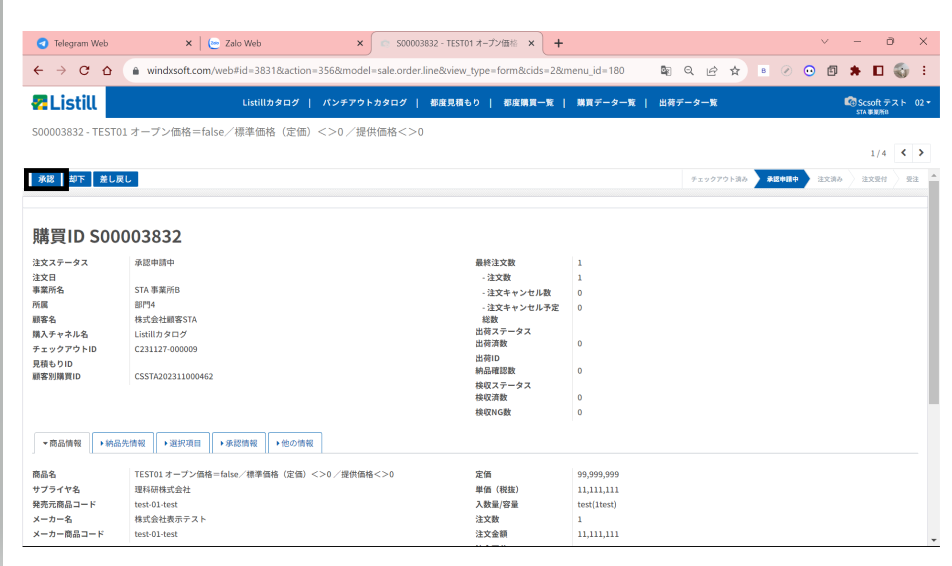 Telegram Web
Zalo Web
S00003832 - TEST01 オープン価格
windxsoft.com/web#id=3831&action=356&model=sale.order.line&view_type=form&cids=2&menu_id=180
Listill
Listillカタログ | パンチアウトカタログ | 都度見積もり | 都度購買一覧 | 購買データ一覧 | 出荷データ一覧
Scsoft テスト 02
STA 事業所B
S00003832 - TEST01 オープン価格=false／標準価格（定価）<>0／提供価格<>0
1 / 4
承認 却下 差し戻し
チェックアウト済み 承認申請中 注文済み 注文受付 受注
購買ID S00003832
注文ステータス 承認申請中
注文日
事業所名 STA 事業所B
所属 部門4
顧客名 株式会社顧客STA
購入チャネル名 Listillカタログ
チェックアウトID C231127-000009
見積もりID
顧客別購買ID CSSTA202311000462
最終注文数 1
- 注文数 1
- 注文キャンセル数 0
- 注文キャンセル予定 0
総数
出荷ステータス
出荷済数 0
出荷ID
納品確認数 0
検収ステータス
検収済数 0
検収NG数 0
商品情報 納品先情報 選択項目 承認情報 他の情報
商品名 TEST01 オープン価格=false／標準価格（定価）<>0／提供価格<>0
サプライヤ名 理科研株式会社
発売元商品コード test-01-test
メーカー名 株式会社表示テスト
メーカー商品コード test-01-test
定価 99,999,999
単価（税抜） 11,111,111
入数量/容量 test(1test)
注文数 1
注文金額 11,111,111